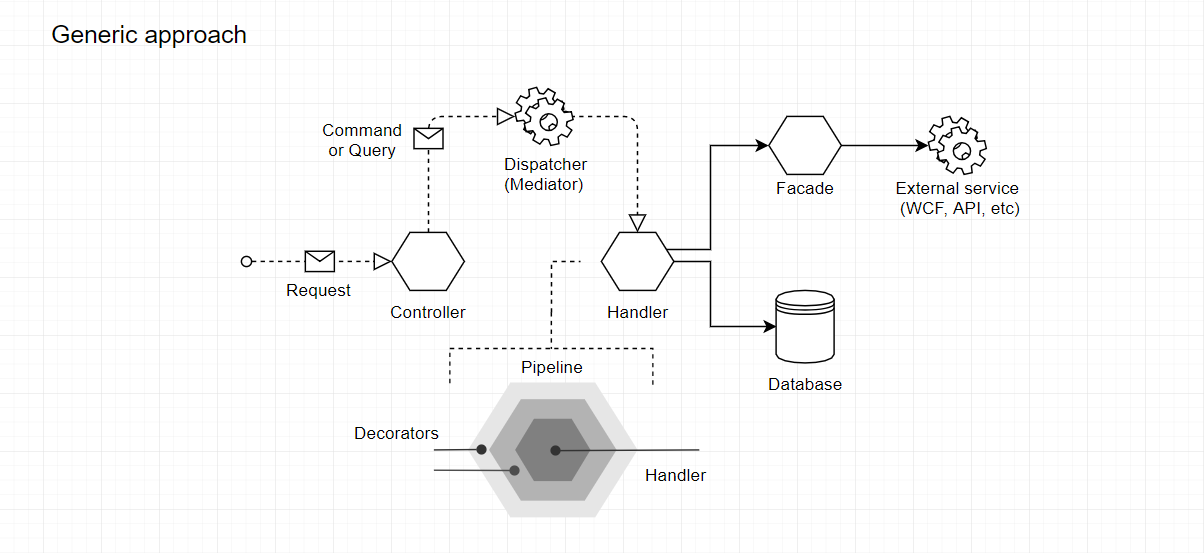 Generic approach
Command
or Query
Dispatcher
(Mediator)
Facade
External service
(WCF, API, etc)
Request
Controller
Handler
Database
Pipeline
Decorators
Handler